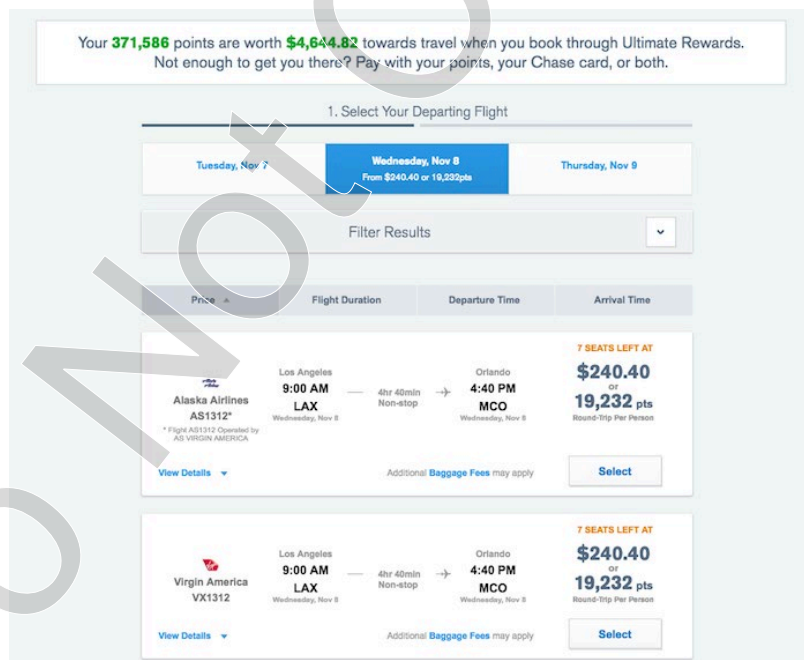 Your 371,586 points are worth $4,644.82 towards travel when you book through Ultimate Rewards.
Not enough to get you there? Pay with your points, your Chase card, or both.
1. Select Your Departing Flight
Tuesday, Nov 7
Wednesday, Nov 8
From $240.40 or 19,232pts
Thursday, Nov 9
Filter Results
Price
Flight Duration
Departure Time
Arrival Time
7 SEATS LEFT AT
$240.40
or
19,232 pts
Round-Trip Per Person
Los Angeles
9:00 AM
LAX
Wednesday, Nov 8
4hr 40min
Non-stop
Orlando
4:40 PM
MCO
Wednesday, Nov 8
Alaska Airlines
AS1312*
* Flight AS1312 Operated by
AS VIRGIN AMERICA
View Details
Additional Baggage Fees may apply
Select
7 SEATS LEFT AT
$240.40
or
19,232 pts
Round-Trip Per Person
Los Angeles
9:00 AM
LAX
Wednesday, Nov 8
4hr 40min
Non-stop
Orlando
4:40 PM
MCO
Wednesday, Nov 8
Virgin America
VX1312
View Details
Additional Baggage Fees may apply
Select
o Not